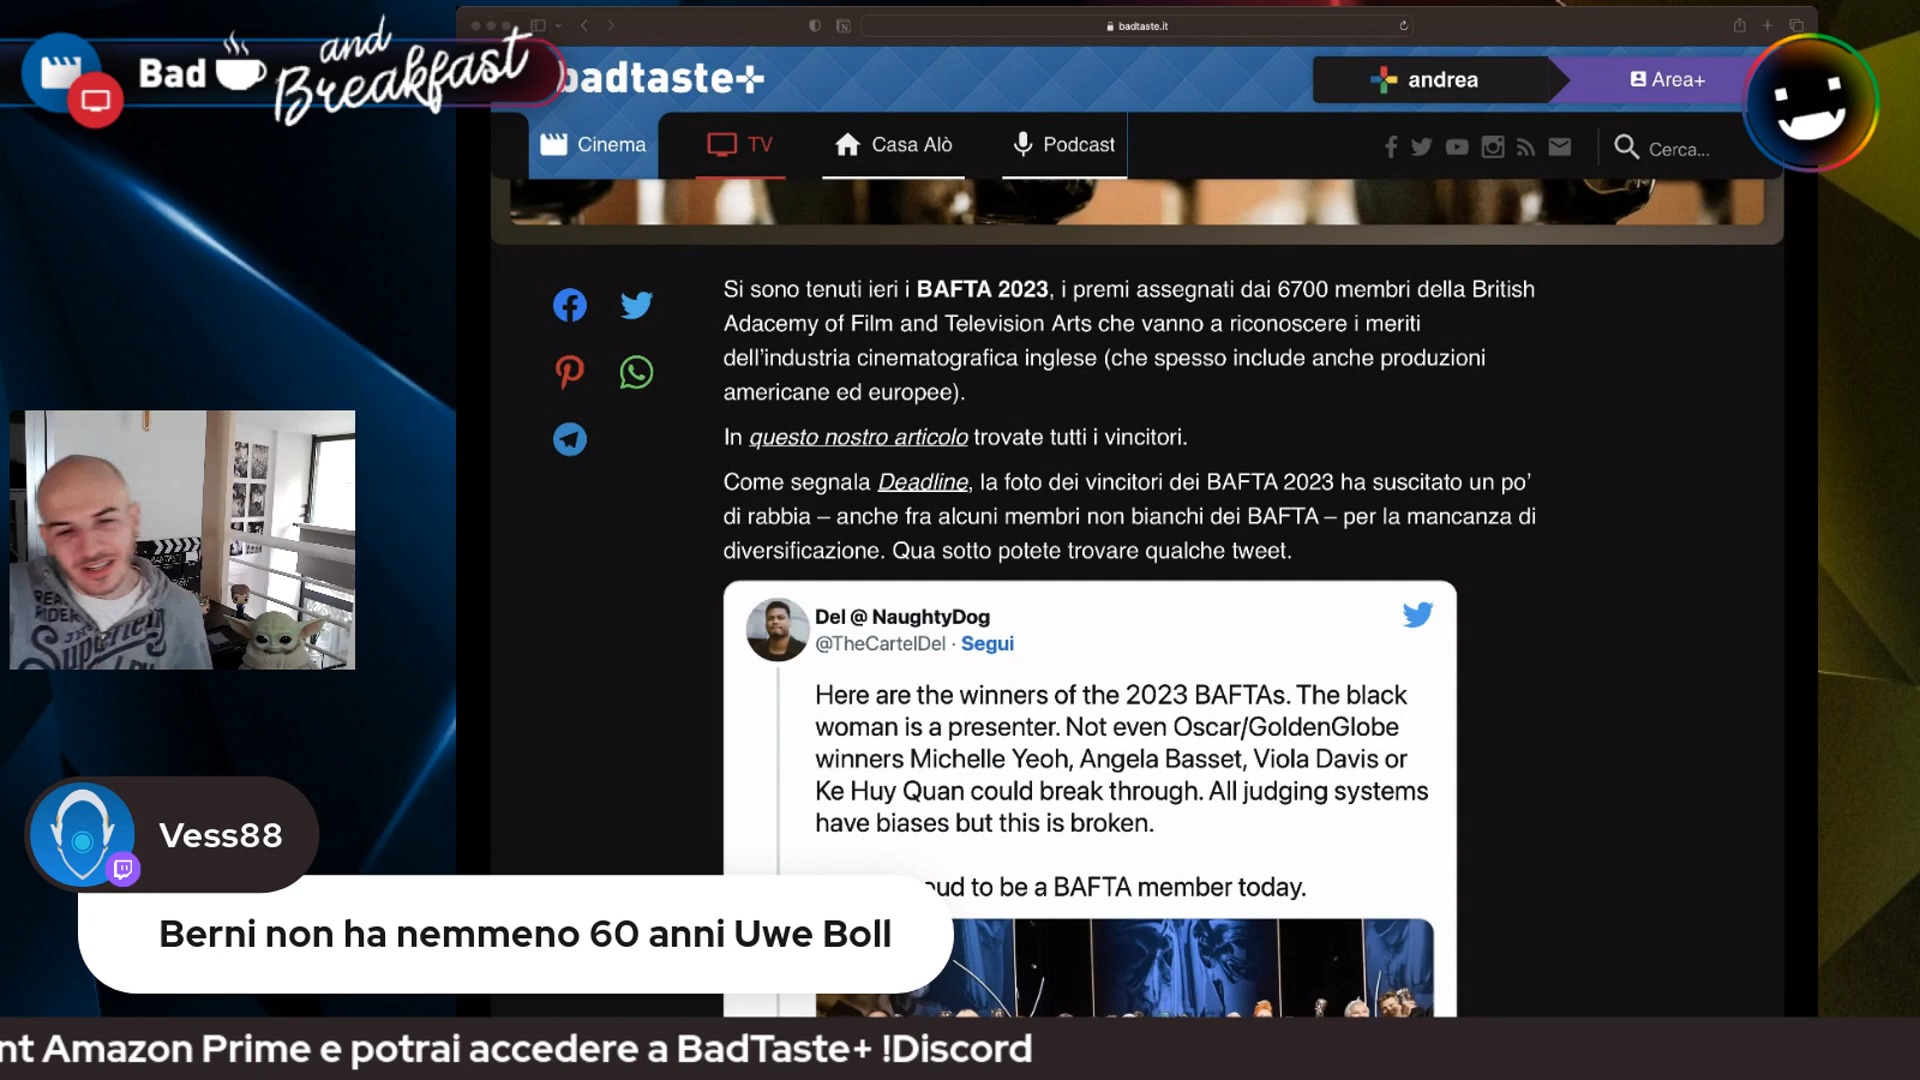 badtaste.it
Bad and Breakfast
badtaste+
andrea
Area+
Cinema
TV
Casa Alò
Podcast
Cerca...
Si sono tenuti ieri i BAFTA 2023, i premi assegnati dai 6700 membri della British
Adacemy of Film and Television Arts che vanno a riconoscere i meriti
dell'industria cinematografica inglese (che spesso include anche produzioni
americane ed europee).
In questo nostro articolo trovate tutti i vincitori.
Come segnala Deadline, la foto dei vincitori dei BAFTA 2023 ha suscitato un po'
di rabbia – anche fra alcuni membri non bianchi dei BAFTA – per la mancanza di
diversificazione. Qua sotto potete trovare qualche tweet.
Del @ NaughtyDog
@TheCartelDel · Segui
Here are the winners of the 2023 BAFTAs. The black
woman is a presenter. Not even Oscar/GoldenGlobe
winners Michelle Yeoh, Angela Basset, Viola Davis or
Ke Huy Quan could break through. All judging systems
have biases but this is broken.
oud to be a BAFTA member today.
Vess88
Berni non ha nemmeno 60 anni Uwe Boll
nt Amazon Prime e potrai accedere a BadTaste+ !Discord